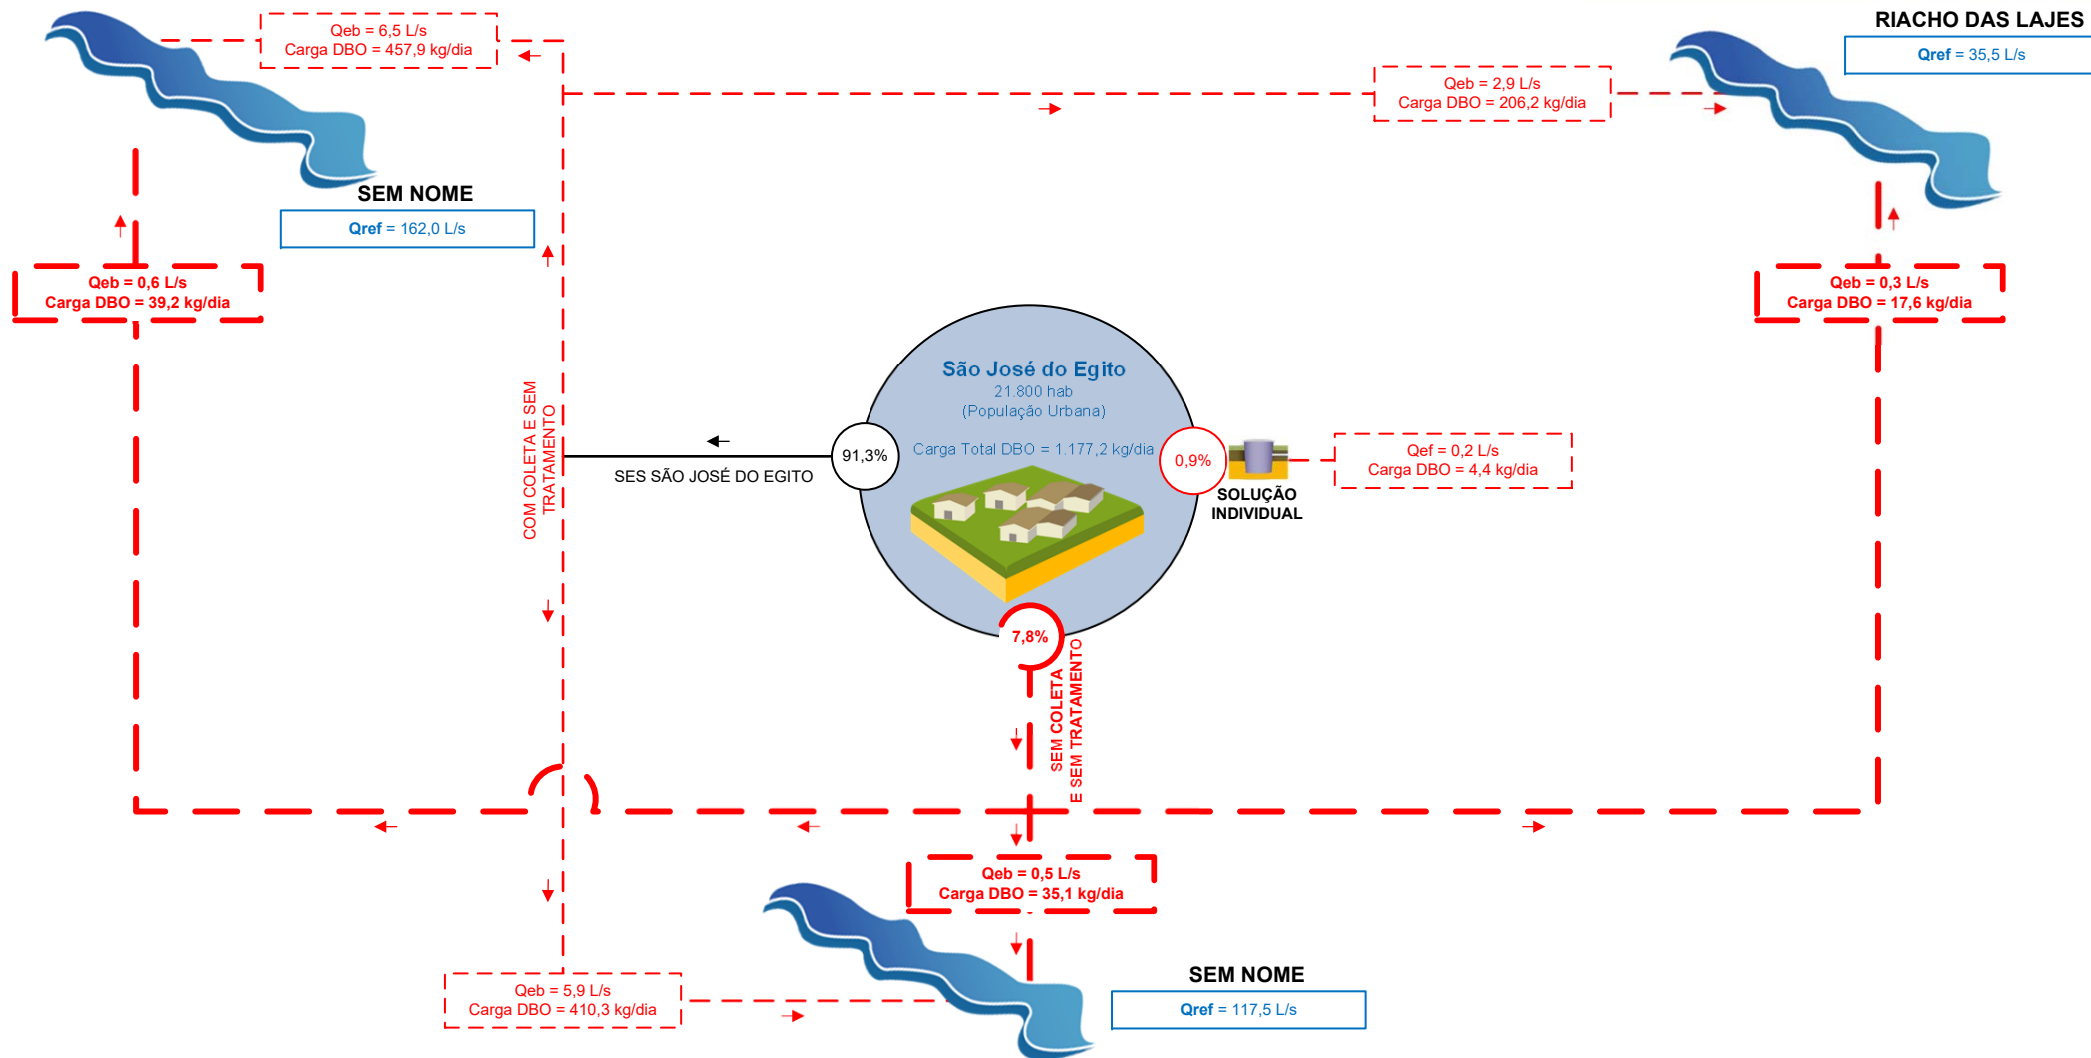 RIACHO DAS LAJES
Qref = 35,5 L/s
Qeb = 6,5 L/s
Carga DBO = 457,9 kg/dia
Qeb = 2,9 L/s
Carga DBO = 206,2 kg/dia
SEM NOME
Qref = 162,0 L/s
Qeb = 0,6 L/s
Carga DBO = 39,2 kg/dia
Qeb = 0,3 L/s
Carga DBO = 17,6 kg/dia
São José do Egito
21.800 hab
(População Urbana)
Carga Total DBO = 1.177,2 kg/dia
91,3%
SES SÃO JOSÉ DO EGITO
COM COLETA E SEM
TRATAMENTO
0,9%
SOLUÇÃO
INDIVIDUAL
Qef = 0,2 L/s
Carga DBO = 4,4 kg/dia
7,8%
SEM COLETA
E SEM TRATAMENTO
Qeb = 0,5 L/s
Carga DBO = 35,1 kg/dia
Qeb = 5,9 L/s
Carga DBO = 410,3 kg/dia
SEM NOME
Qref = 117,5 L/s